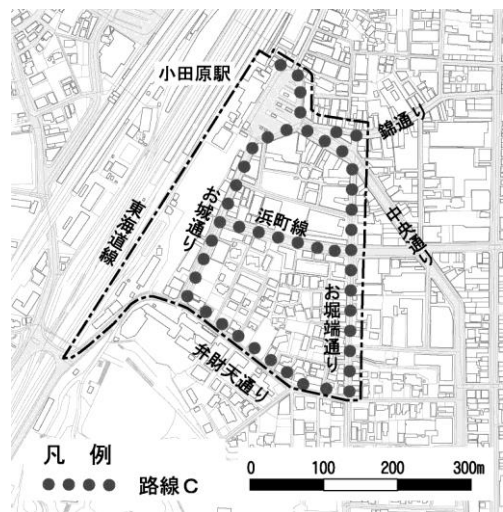 小田原駅
錦通り
中央通り
東海道線
お城通り
浜町線
お堀端通り
弁財天通り
凡 例
路線C
0 100 200 300m